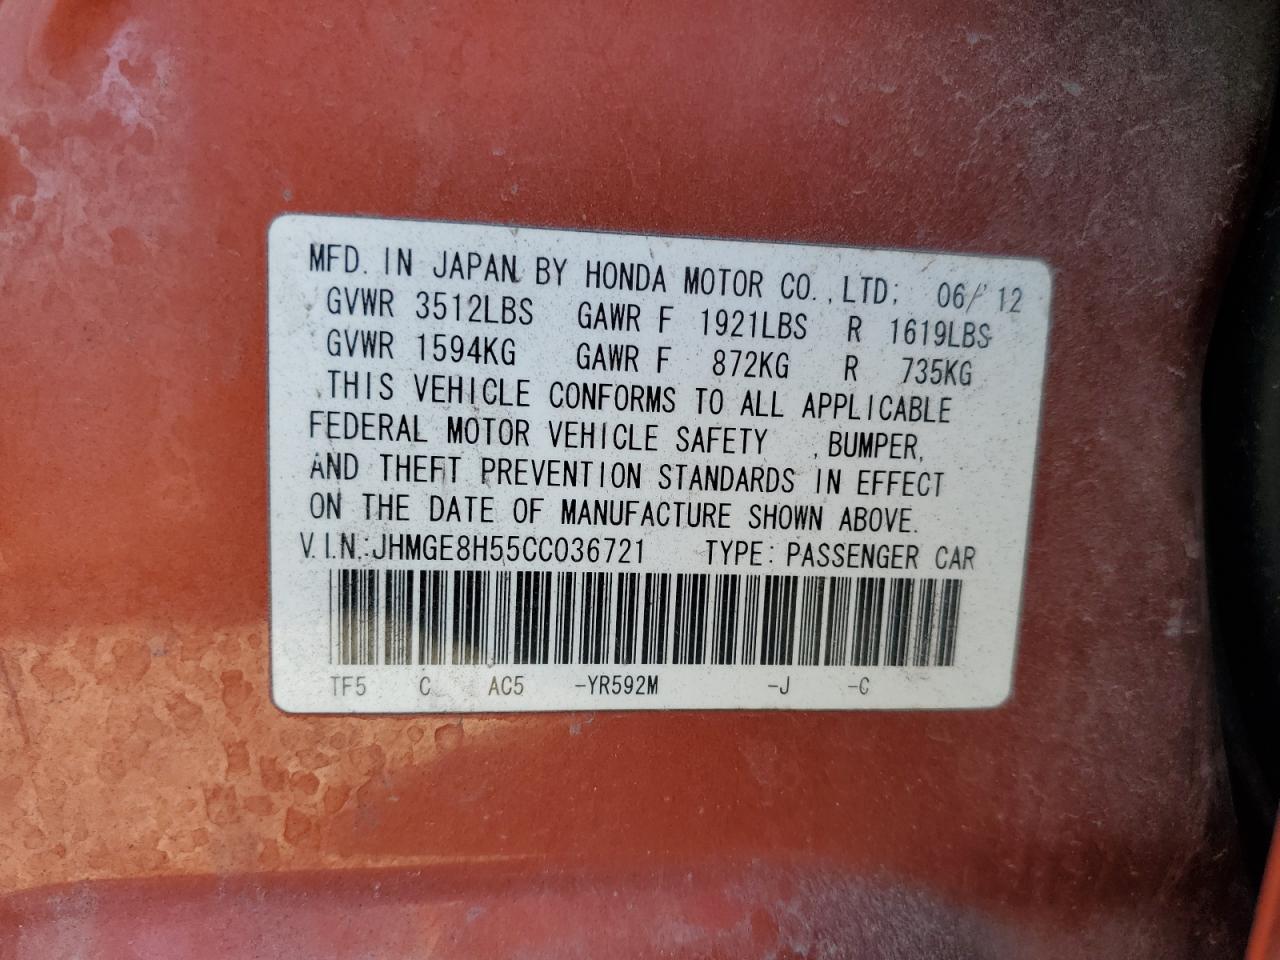 MFD. IN JAPAN BY HONDA MOTOR CO., LTD; 06/'12
GVWR 3512LBS GAWR F 1921LBS R 1619LBS
GVWR 1594KG GAWR F 872KG R 735KG
THIS VEHICLE CONFORMS TO ALL APPLICABLE
FEDERAL MOTOR VEHICLE SAFETY , BUMPER,
AND THEFT PREVENTION STANDARDS IN EFFECT
ON THE DATE OF MANUFACTURE SHOWN ABOVE.
V.I.N.:JHMGE8H55CC036721 TYPE: PASSENGER CAR
TF5 C AC5 -YR592M -J -C